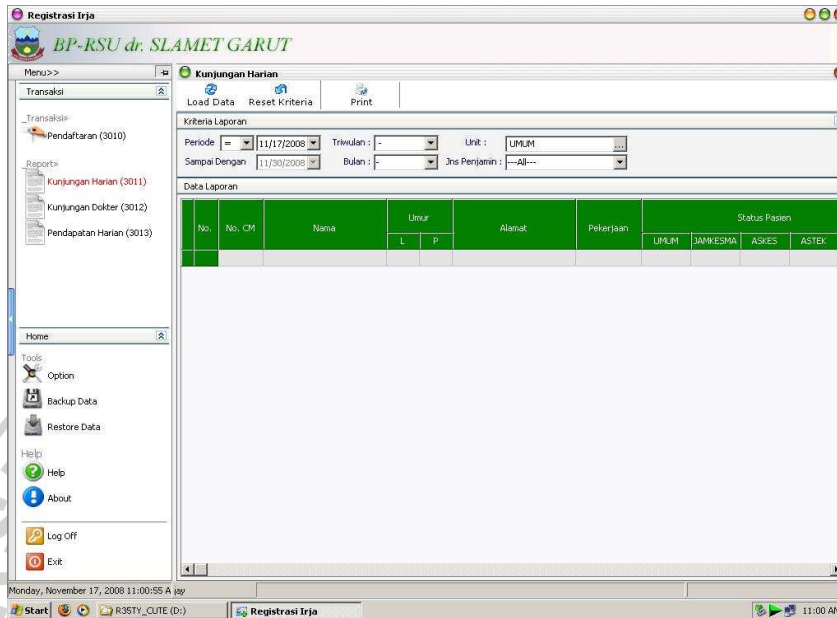 Registrasi Irja
BP-RSU dr. SLAMET GARUT
Menu>>
Transaksi
_Transaksi»
Pendaftaran (3010)
_Report»
Kunjungan Harian (3011)
Kunjungan Dokter (3012)
Pendapatan Harian (3013)
Home
Tools
Option
Backup Data
Restore Data
Help
Help
About
Log Off
Exit
Kunjungan Harian
Load Data Reset Kriteria Print
Kriteria Laporan
Periode = 11/17/2008 Triwulan : - Unit : UMUM ...
Sampai Dengan 11/30/2008 Bulan : - Jns Penjamin : ---All---
Data Laporan
No. No. CM Nama Umur Alamat Pekerjaan Status Pasien
L P UMUM JAMKESMA ASKES ASTEK
Monday, November 17, 2008 11:00:55 A jay
Start R35TY_CUTE (D:) Registrasi Irja 11:00 AM